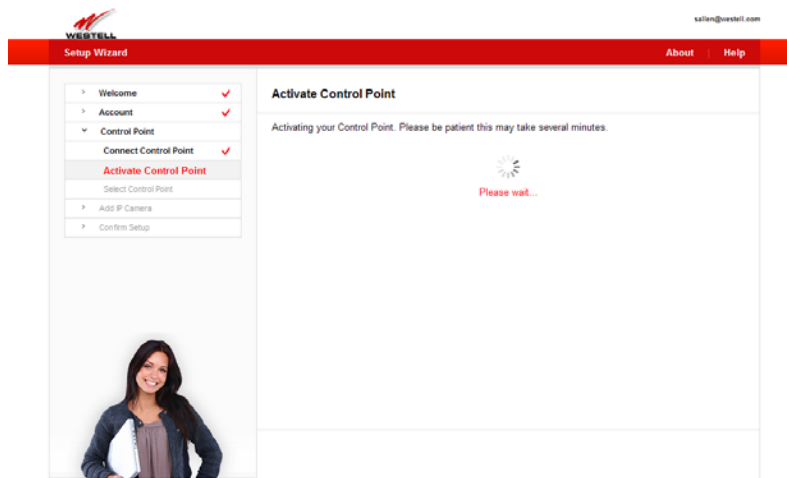 WESTELL
sallen@westell.com
Setup Wizard
About | Help
> Welcome ✓
> Account ✓
Control Point
Connect Control Point ✓
Activate Control Point
Select Control Point
> Add IP Camera
> Confirm Setup
Activate Control Point
Activating your Control Point. Please be patient this may take several minutes.
Please wait...